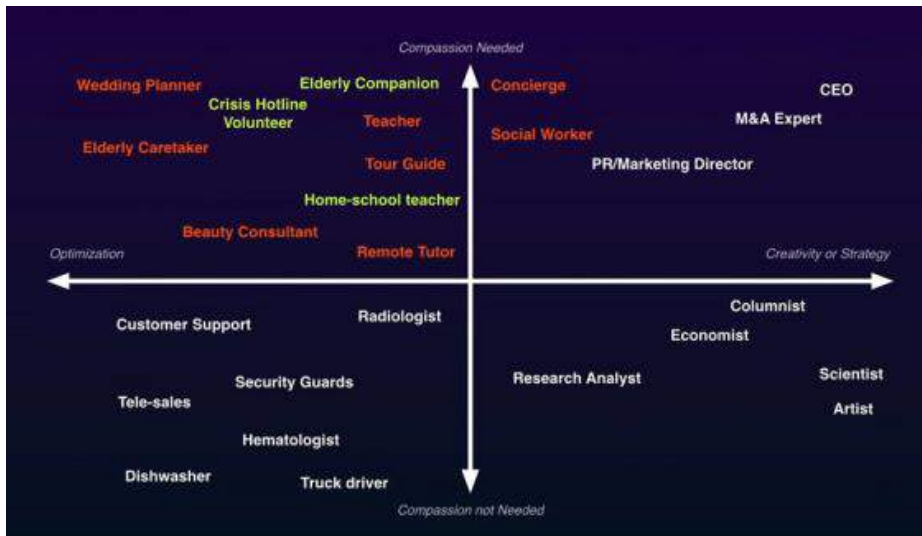 Compassion Needed
Wedding Planner
Elderly Companion
Concierge
CEO
Crisis Hotline
Volunteer
Teacher
M&A Expert
Social Worker
Elderly Caretaker
Tour Guide
PR/Marketing Director
Home-school teacher
Beauty Consultant
Optimization
Remote Tutor
Creativity or Strategy
Columnist
Radiologist
Customer Support
Economist
Research Analyst
Scientist
Security Guards
Tele-sales
Artist
Hematologist
Dishwasher
Truck driver
Compassion not Needed